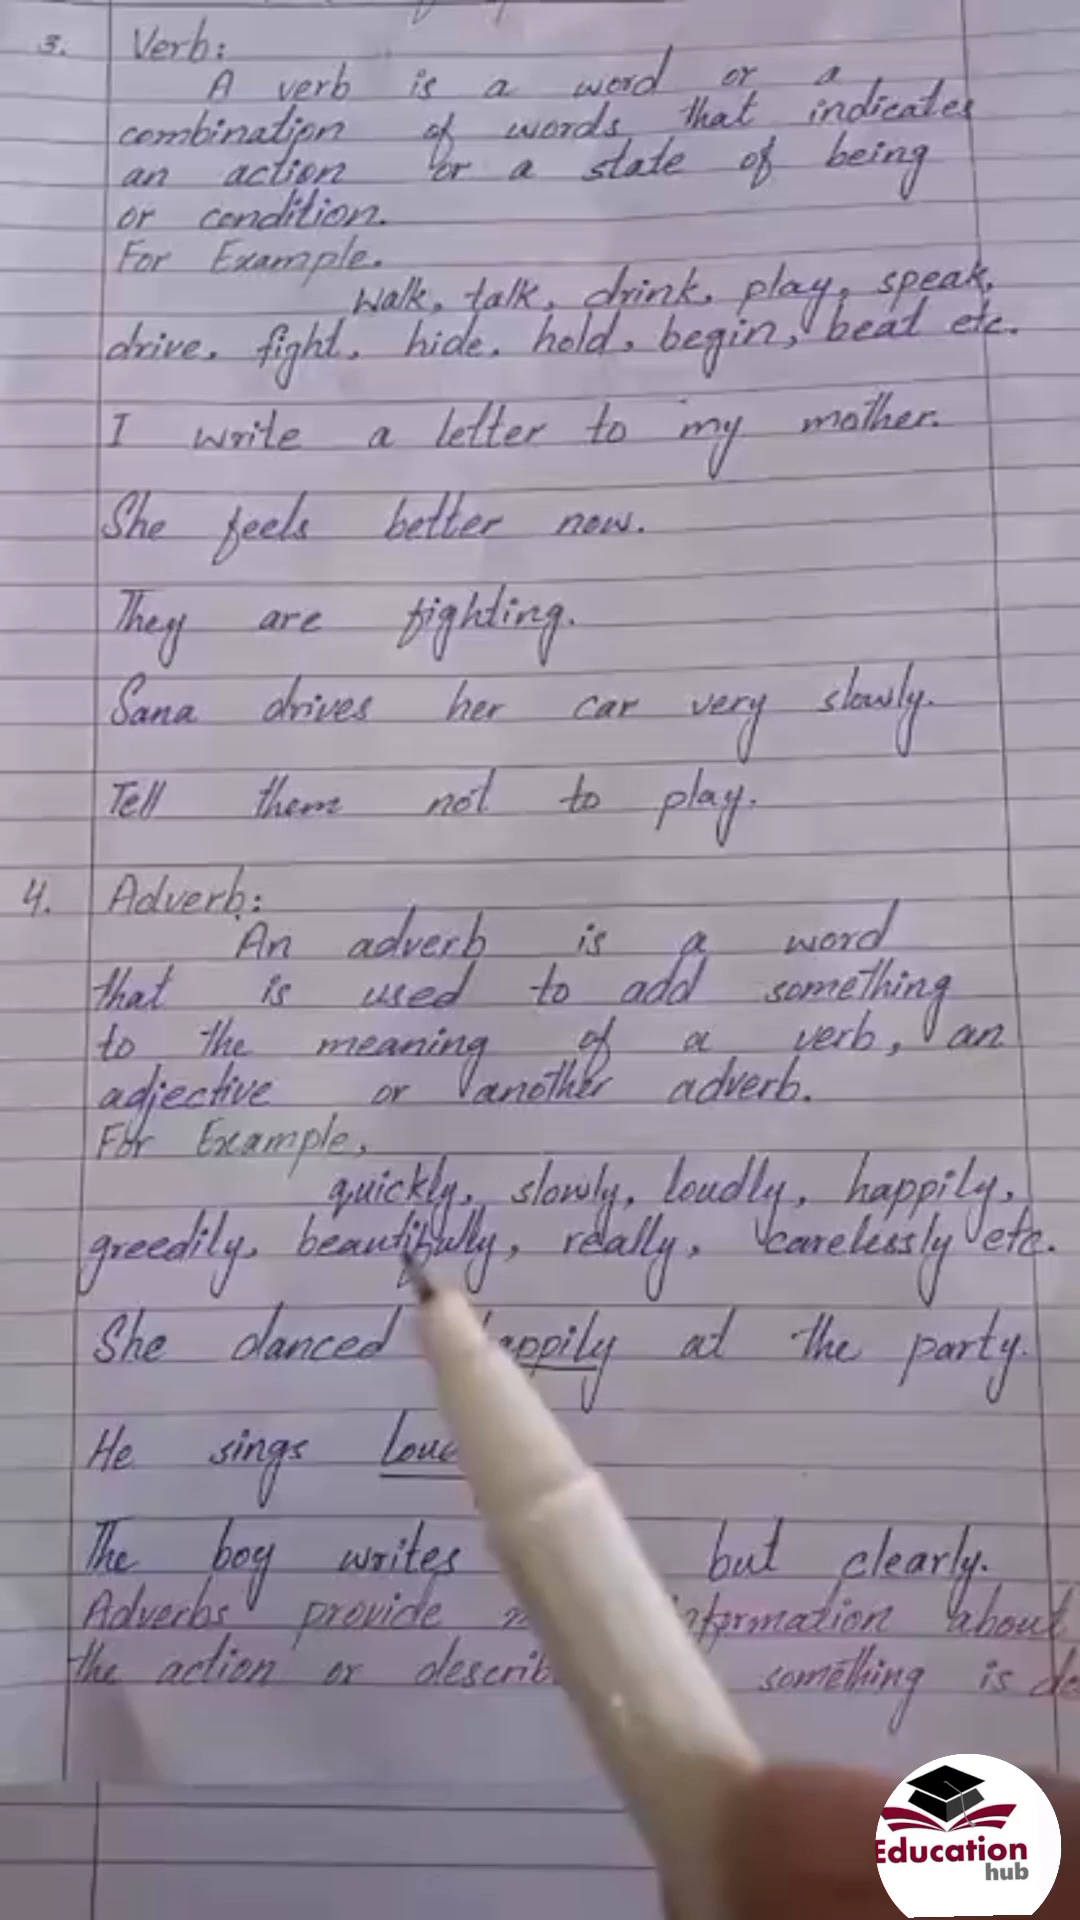 3. Verb:
A verb is a word or a
combination of words that indicates
an action or a state of being
or condition.
For Example.
walk, talk, drink, play, speak,
drive, fight, hide, hold, begin, beat etc.
I write a letter to my mother.
She feels better now.
They are fighting.
Sana drives her car very slowly.
Tell them not to play.
4. Adverb:
An adverb is a word
that is used to add something
to the meaning of a verb, an
adjective or another adverb.
For Example,
quickly, slowly, loudly, happily,
greedily, beautifully, really, carelessly etc.
She danced happily at the party.
He sings
The boy writes but clearly.
Adverbs provide information about
the action or something is
Education
hub